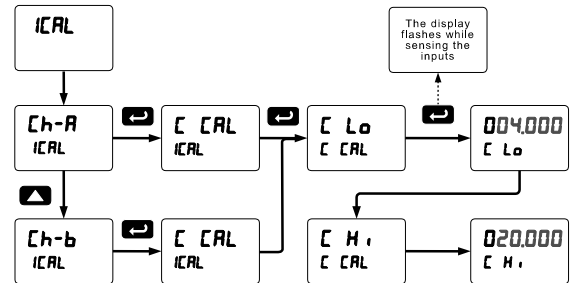 ICAL
The display
flashes while
sensing the
inputs
Ch-A
ICAL
C CAL
ICAL
C Lo
C CAL
004.000
C Lo
Ch-b
ICAL
C CAL
ICAL
C Hi
C CAL
020.000
C Hi